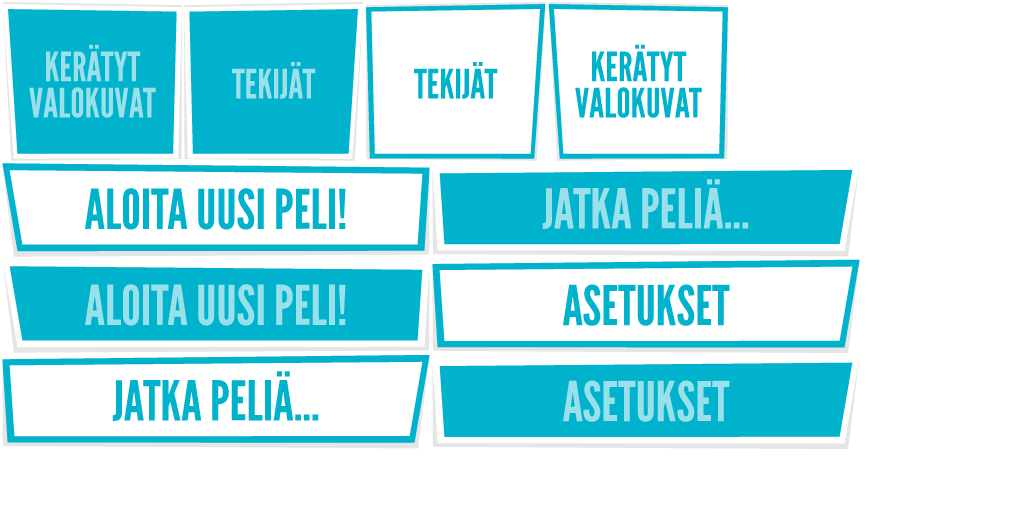 KERÄTYT
VALOKUVAT
TEKIJÄT
TEKIJÄT
KERÄTYT
VALOKUVAT
ALOITA UUSI PELI!
JATKA PELIÄ...
ALOITA UUSI PELI!
ASETUKSET
JATKA PELIÄ...
ASETUKSET